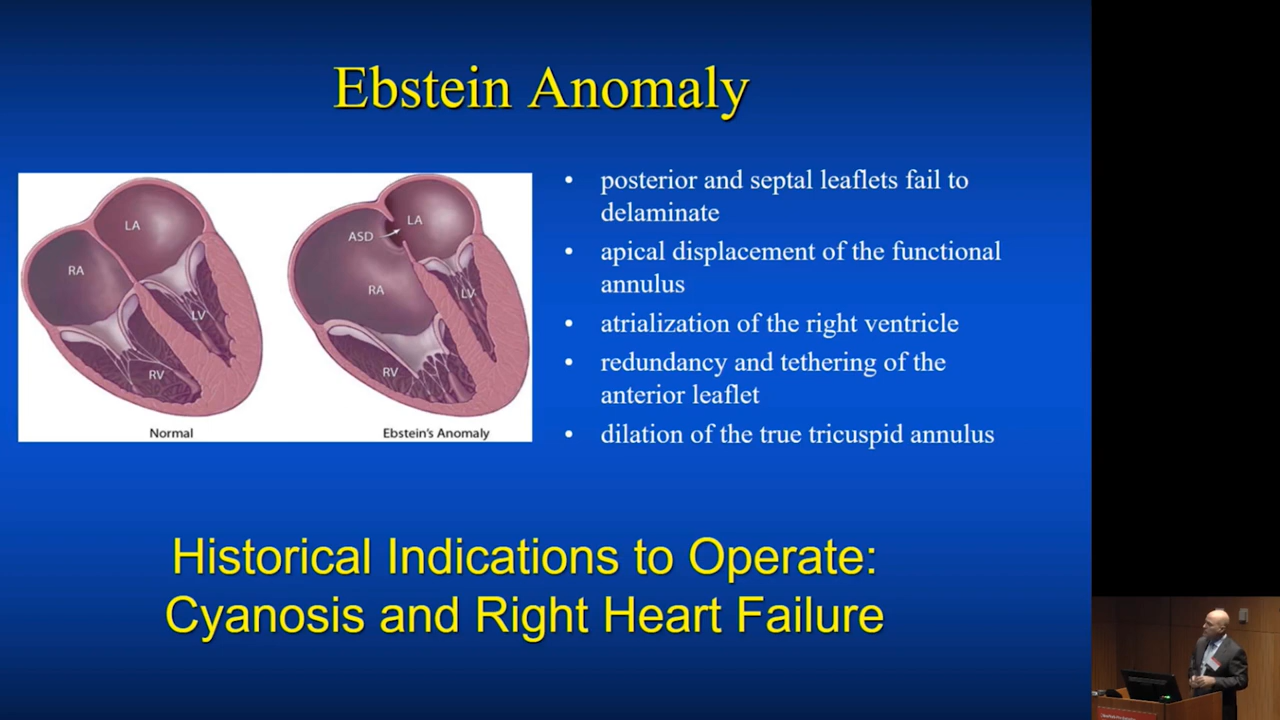 Ebstein Anomaly
LA
RA
LV
RV
Normal
ASD
LA
RA
LV
RV
Ebstein's Anomaly
• posterior and septal leaflets fail to
delaminate
• apical displacement of the functional
annulus
• atrialization of the right ventricle
• redundancy and tethering of the
anterior leaflet
• dilation of the true tricuspid annulus
Historical Indications to Operate:
Cyanosis and Right Heart Failure